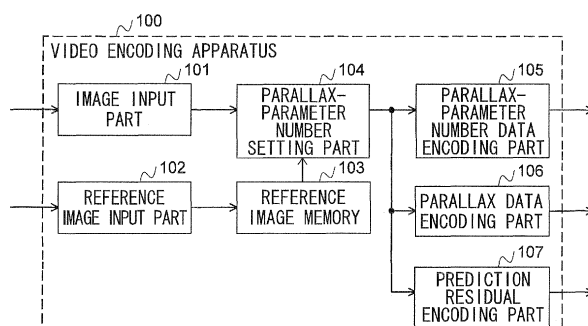 100
VIDEO ENCODING APPARATUS
101
IMAGE INPUT
PART
104
PARALLAX-
PARAMETER
NUMBER
SETTING PART
105
PARALLAX-
PARAMETER
NUMBER DATA
ENCODING PART
102
REFERENCE
IMAGE INPUT PART
103
REFERENCE
IMAGE MEMORY
106
PARALLAX DATA
ENCODING PART
107
PREDICTION
RESIDUAL
ENCODING PART